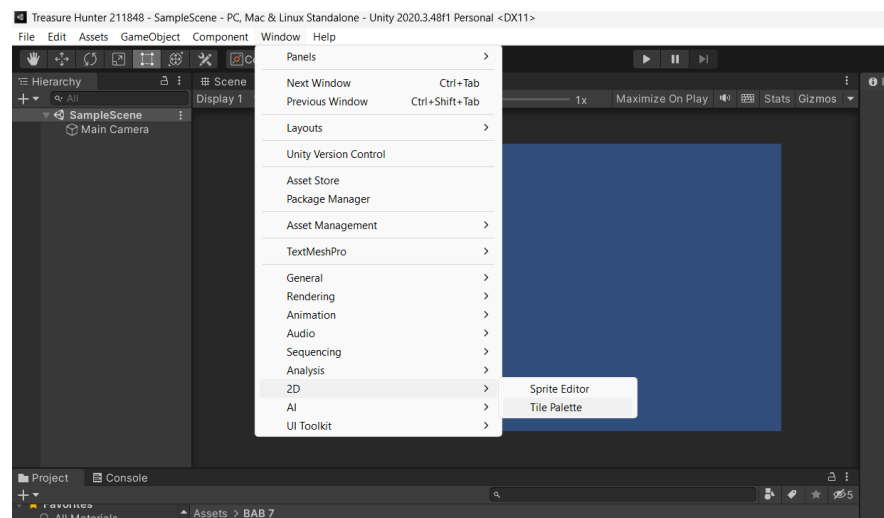 Treasure Hunter 211848 - SampleScene - PC, Mac & Linux Standalone - Unity 2020.3.48f1 Personal <DX11>
File Edit Assets GameObject Component Window Help
Hierarchy
All
SampleScene
Main Camera
Scene
Display 1
1x Maximize On Play Stats Gizmos
Panels
Next Window Ctrl+Tab
Previous Window Ctrl+Shift+Tab
Layouts
Unity Version Control
Asset Store
Package Manager
Asset Management
TextMeshPro
General
Rendering
Animation
Audio
Sequencing
Analysis
2D
AI
UI Toolkit
Sprite Editor
Tile Palette
Project Console
5
Favorites
All Materials
Assets > BAB 7